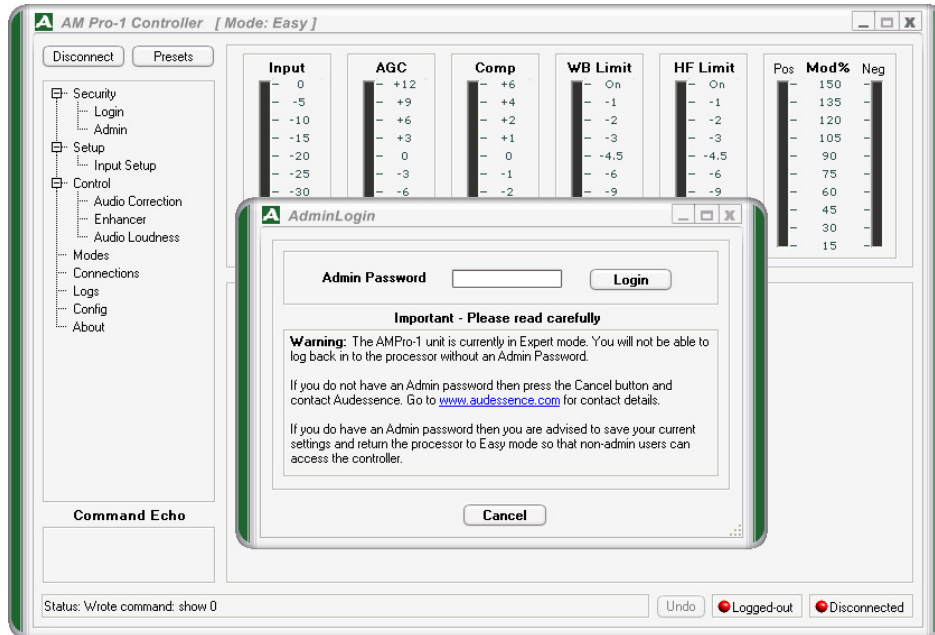 A AM Pro-1 Controller [ Mode: Easy ]
Disconnect Presets
Security
Login
Admin
Setup
Input Setup
Control
Audio Correction
Enhancer
Audio Loudness
Modes
Connections
Logs
Config
About
Command Echo
Input
0
-5
-10
-15
-20
-25
-30
AGC
+12
+9
+6
+3
0
-3
-6
Comp
+6
+4
+2
+1
0
-1
-2
WB Limit
On
-1
-2
-3
-4.5
-6
-9
HF Limit
On
-1
-2
-3
-4.5
-6
-9
Pos Mod% Neg
150
135
120
105
90
75
60
45
30
15
A AdminLogin
Admin Password Login
Important - Please read carefully
Warning: The AMPro-1 unit is currently in Expert mode. You will not be able to
log back in to the processor without an Admin Password.
If you do not have an Admin password then press the Cancel button and
contact Audessence. Go to www.audessence.com for contact details.
If you do have an Admin password then you are advised to save your current
settings and return the processor to Easy mode so that non-admin users can
access the controller.
Cancel
Status: Wrote command: show 0
Undo Logged-out Disconnected